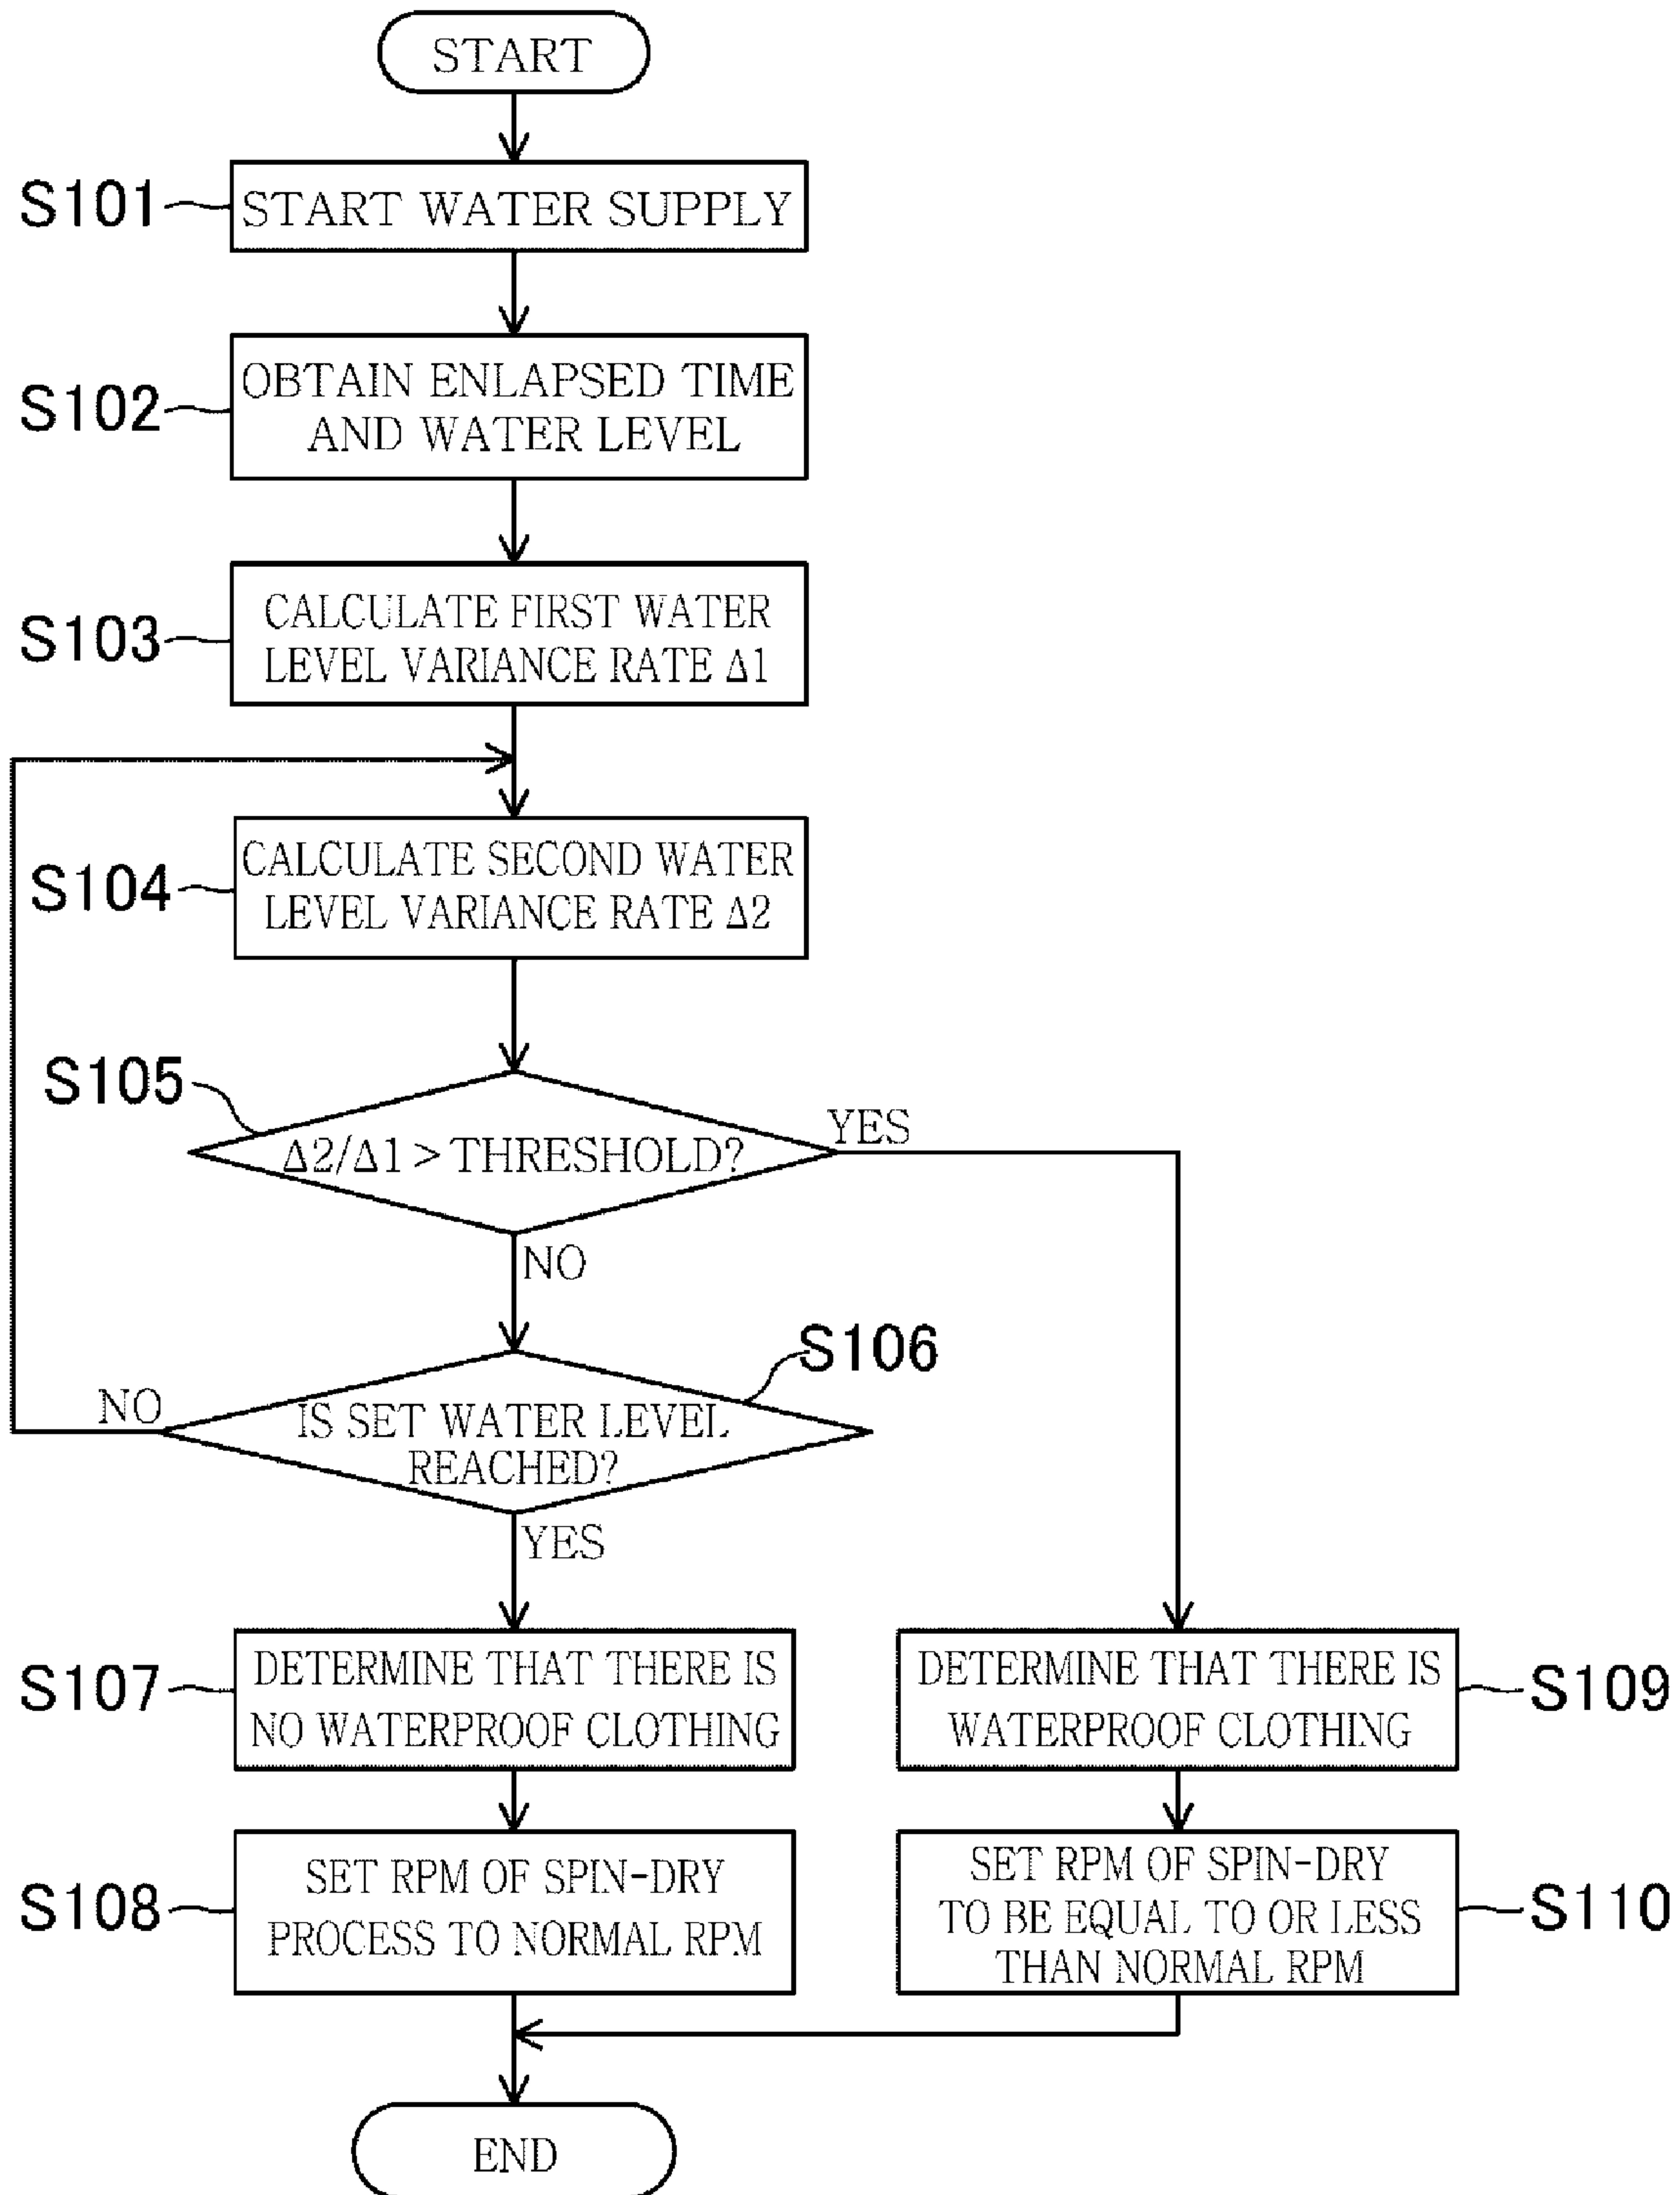 START
S101
START WATER SUPPLY
S102
OBTAIN ENLAPSED TIME
AND WATER LEVEL
S103
CALCULATE FIRST WATER
LEVEL VARIANCE RATE Δ1
S104
CALCULATE SECOND WATER
LEVEL VARIANCE RATE Δ2
S105
Δ2/Δ1 > THRESHOLD?
YES
NO
S106
NO
IS SET WATER LEVEL
REACHED?
YES
S107
DETERMINE THAT THERE IS
NO WATERPROOF CLOTHING
DETERMINE THAT THERE IS
WATERPROOF CLOTHING
S109
S108
SET RPM OF SPIN-DRY
PROCESS TO NORMAL RPM
SET RPM OF SPIN-DRY
TO BE EQUAL TO OR LESS
THAN NORMAL RPM
S110
END